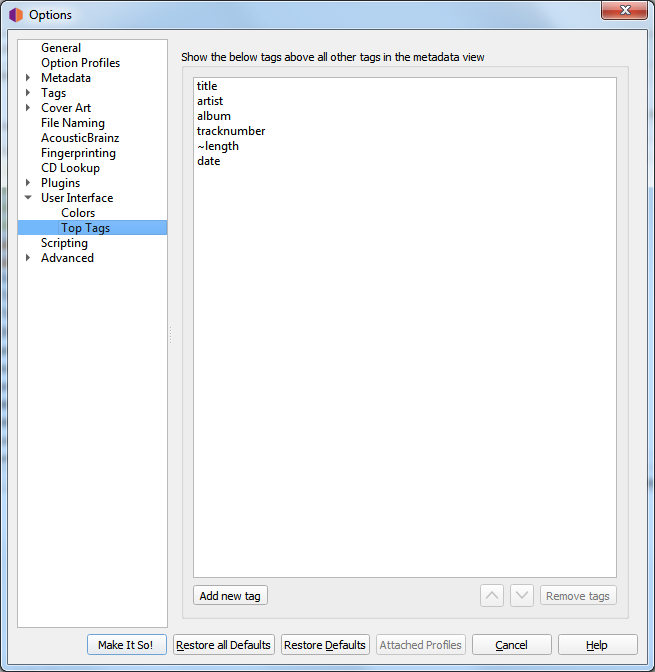 Options
General
Option Profiles
Metadata
Tags
Cover Art
File Naming
AcousticBrainz
Fingerprinting
CD Lookup
Plugins
User Interface
Colors
Top Tags
Scripting
Advanced
Show the below tags above all other tags in the metadata view
title
artist
album
tracknumber
~length
date
Add new tag
Remove tags
Make It So!
Restore all Defaults
Restore Defaults
Attached Profiles
Cancel
Help